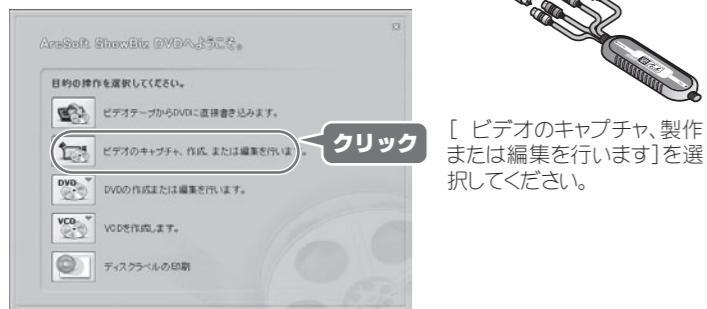 ArcSoft ShowBiz DVDへようこそ。
目的の操作を選択してください。
ビデオテープからDVDに直接書き込みます。
ビデオのキャプチャ、作成、または編集を行います。
クリック
DVD
DVDの作成または編集を行います。
VCD
VCDを作成します。
ディスクラベルの印刷
[ ビデオのキャプチャ、製作
または編集を行います]を選
択してください。